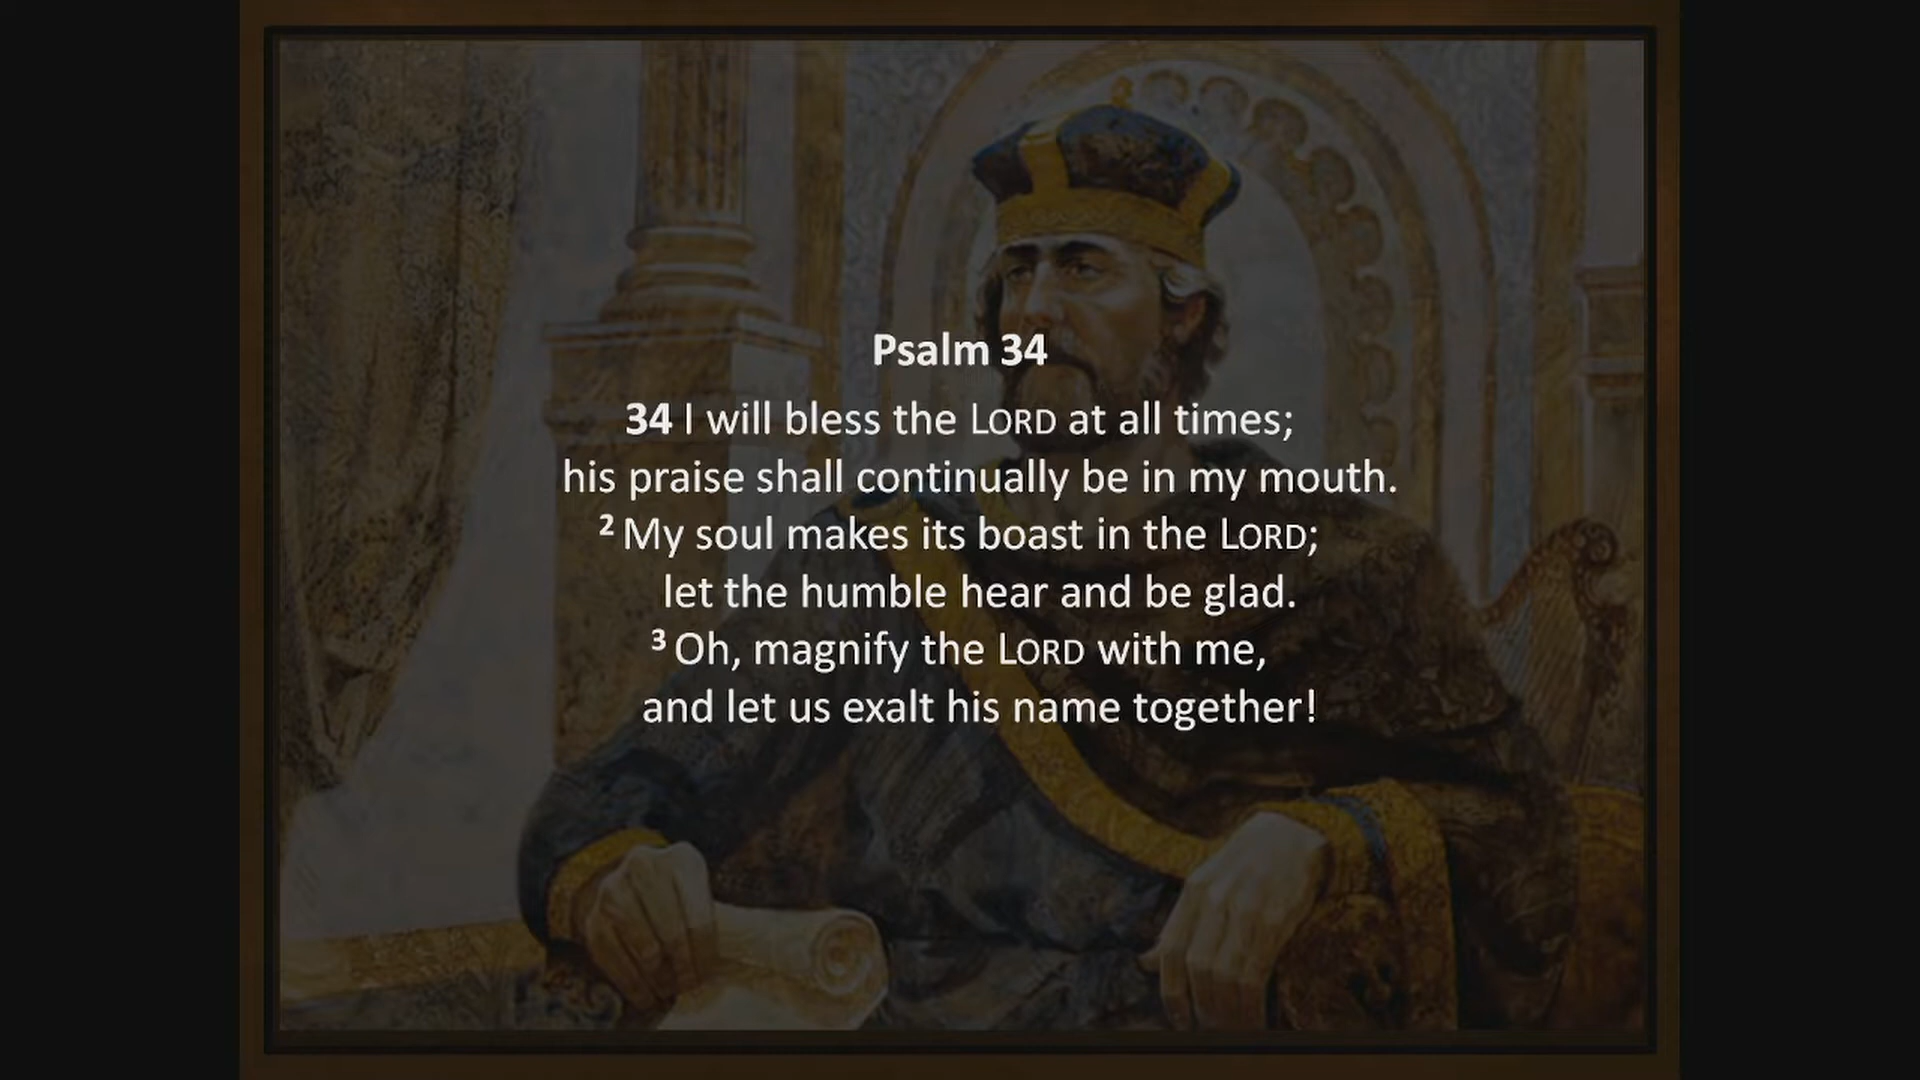 Psalm 34
34 I will bless the LORD at all times;
his praise shall continually be in my mouth.
2 My soul makes its boast in the LORD;
let the humble hear and be glad.
3 Oh, magnify the LORD with me,
and let us exalt his name together!